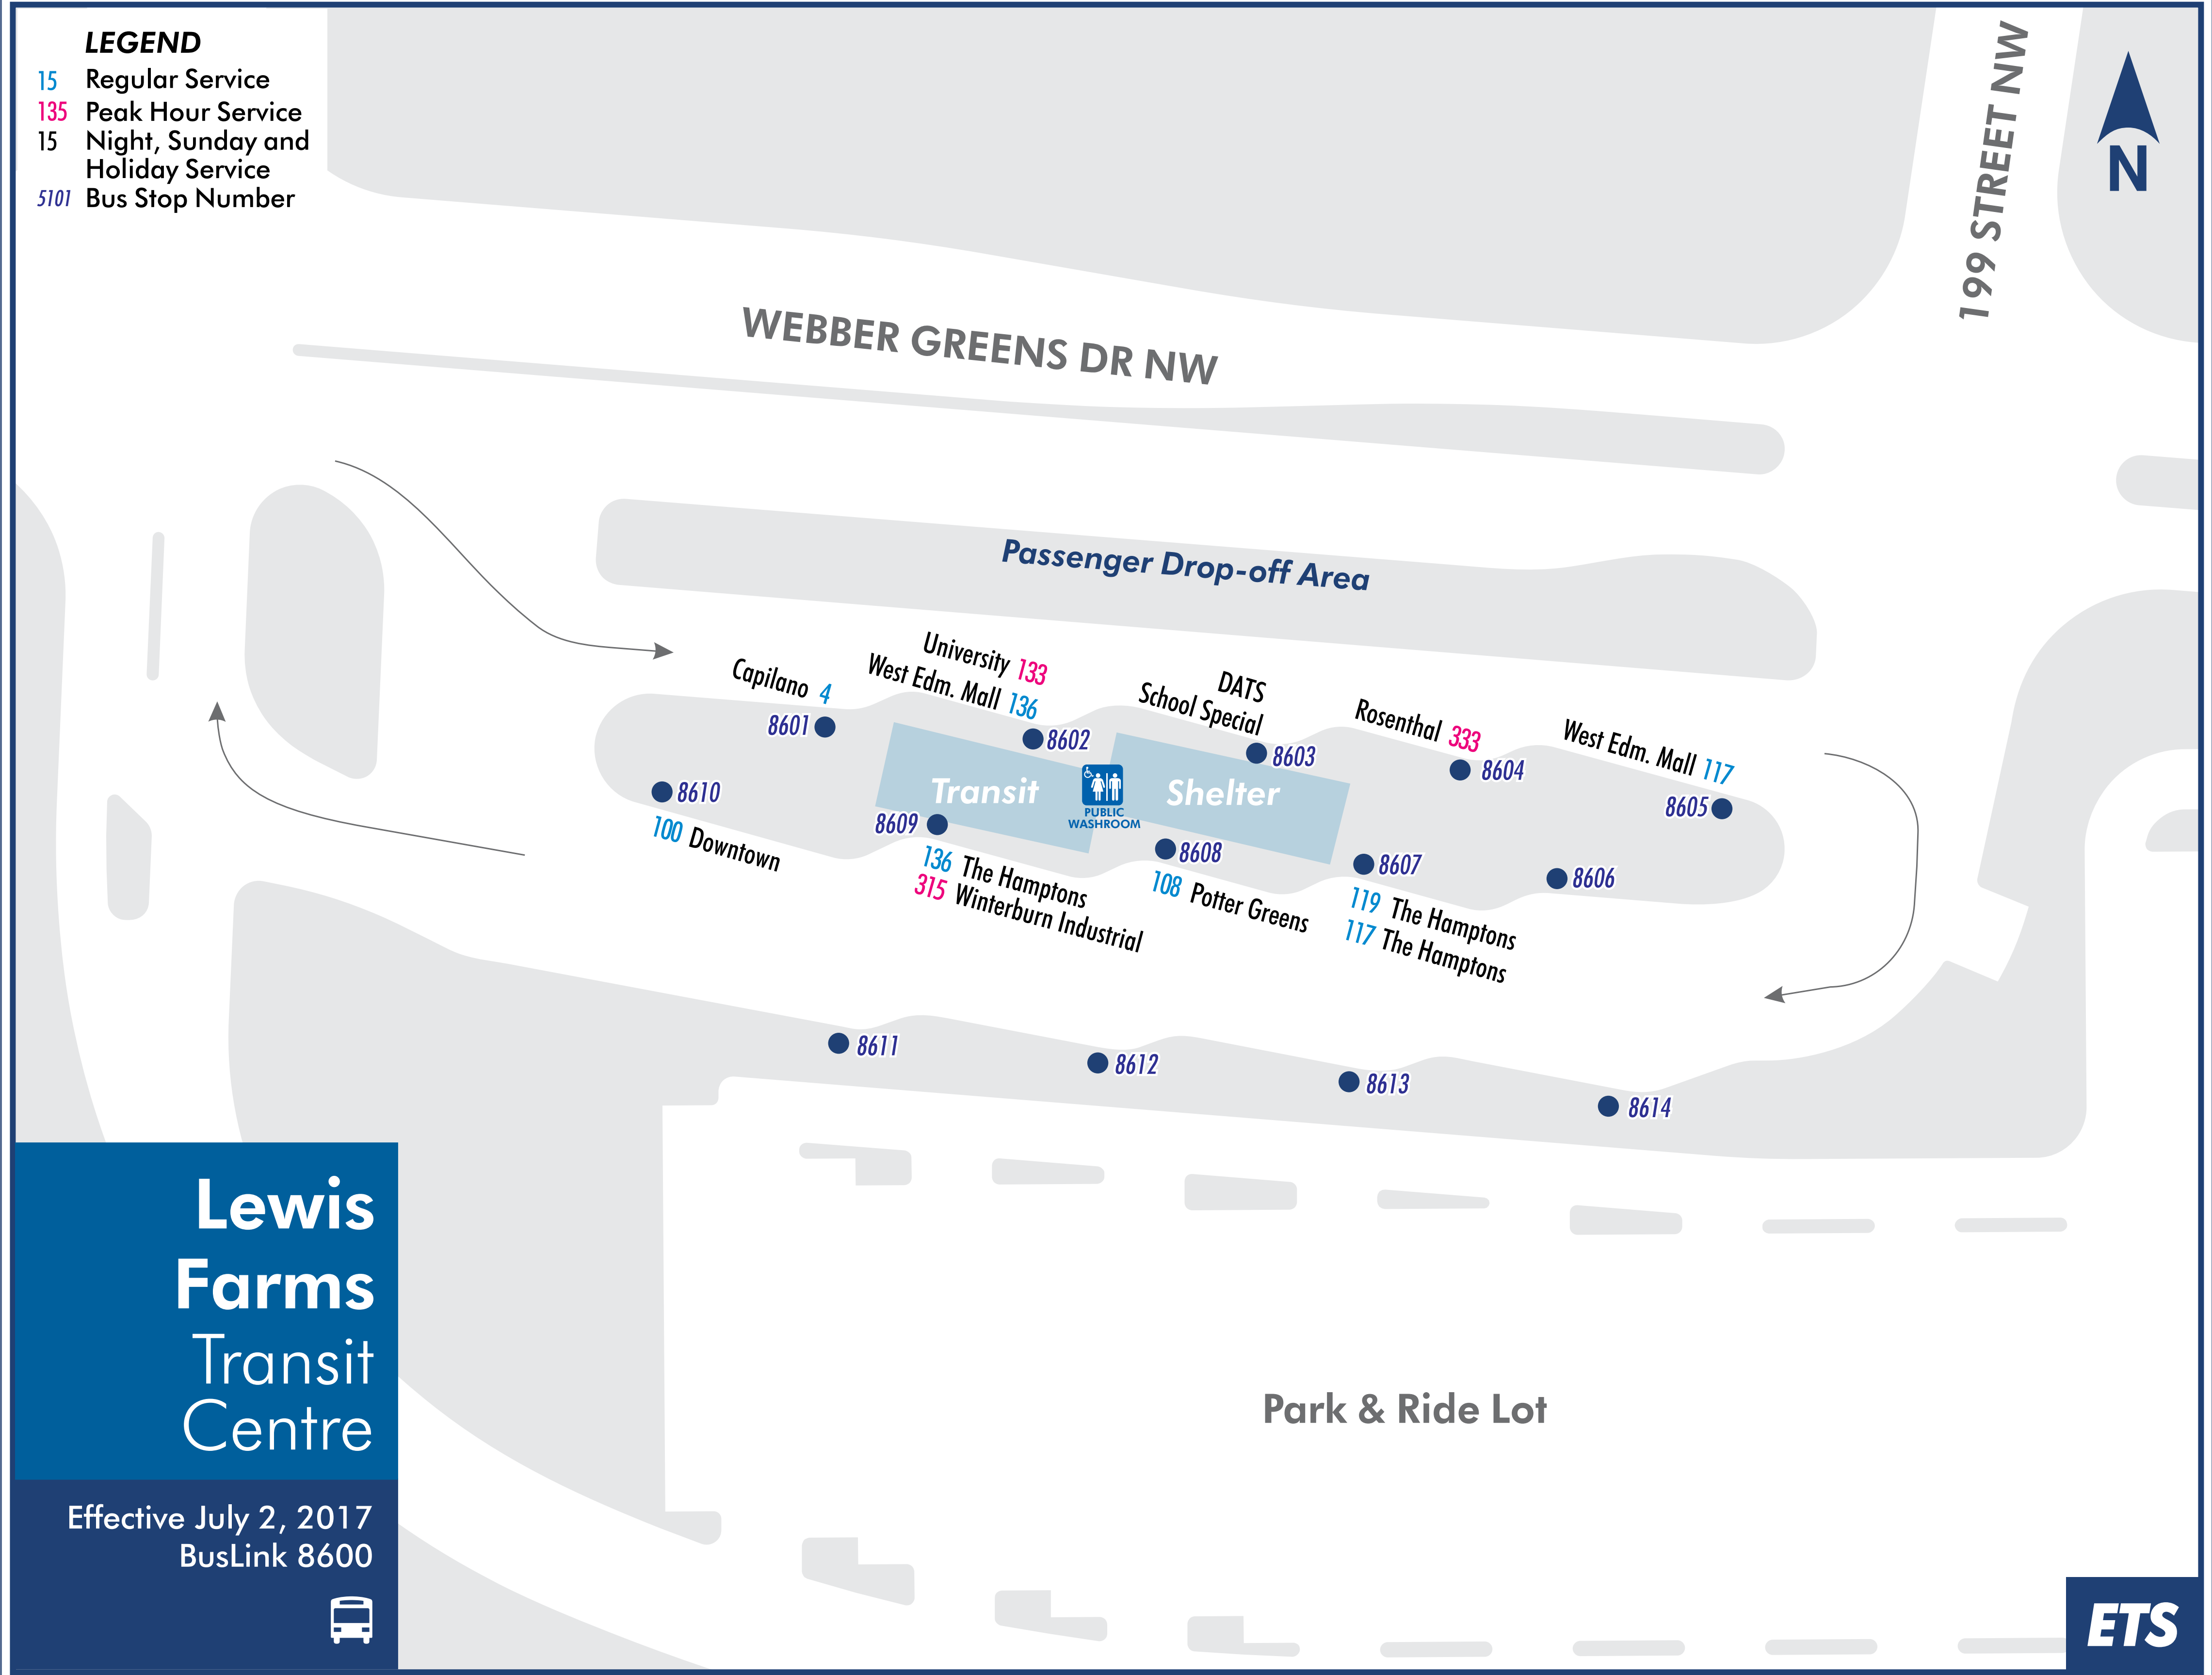 LEGEND
15 Regular Service
135 Peak Hour Service
15 Night, Sunday and
Holiday Service
5101 Bus Stop Number
199 STREET NW
N
WEBBER GREENS DR NW
Passenger Drop-off Area
Capilano 4
8601
University 133
West Edm. Mall 136
8602
DATS
School Special
8603
Rosenthal 333
8604
West Edm. Mall 117
8605
Transit
Shelter
PUBLIC
WASHROOM
8610
100 Downtown
8609
136 The Hamptons
315 Winterburn Industrial
8608
108 Potter Greens
8607
119 The Hamptons
117 The Hamptons
8606
8611
8612
8613
8614
Park & Ride Lot
Lewis
Farms
Transit
Centre
Effective July 2, 2017
BusLink 8600
ETS